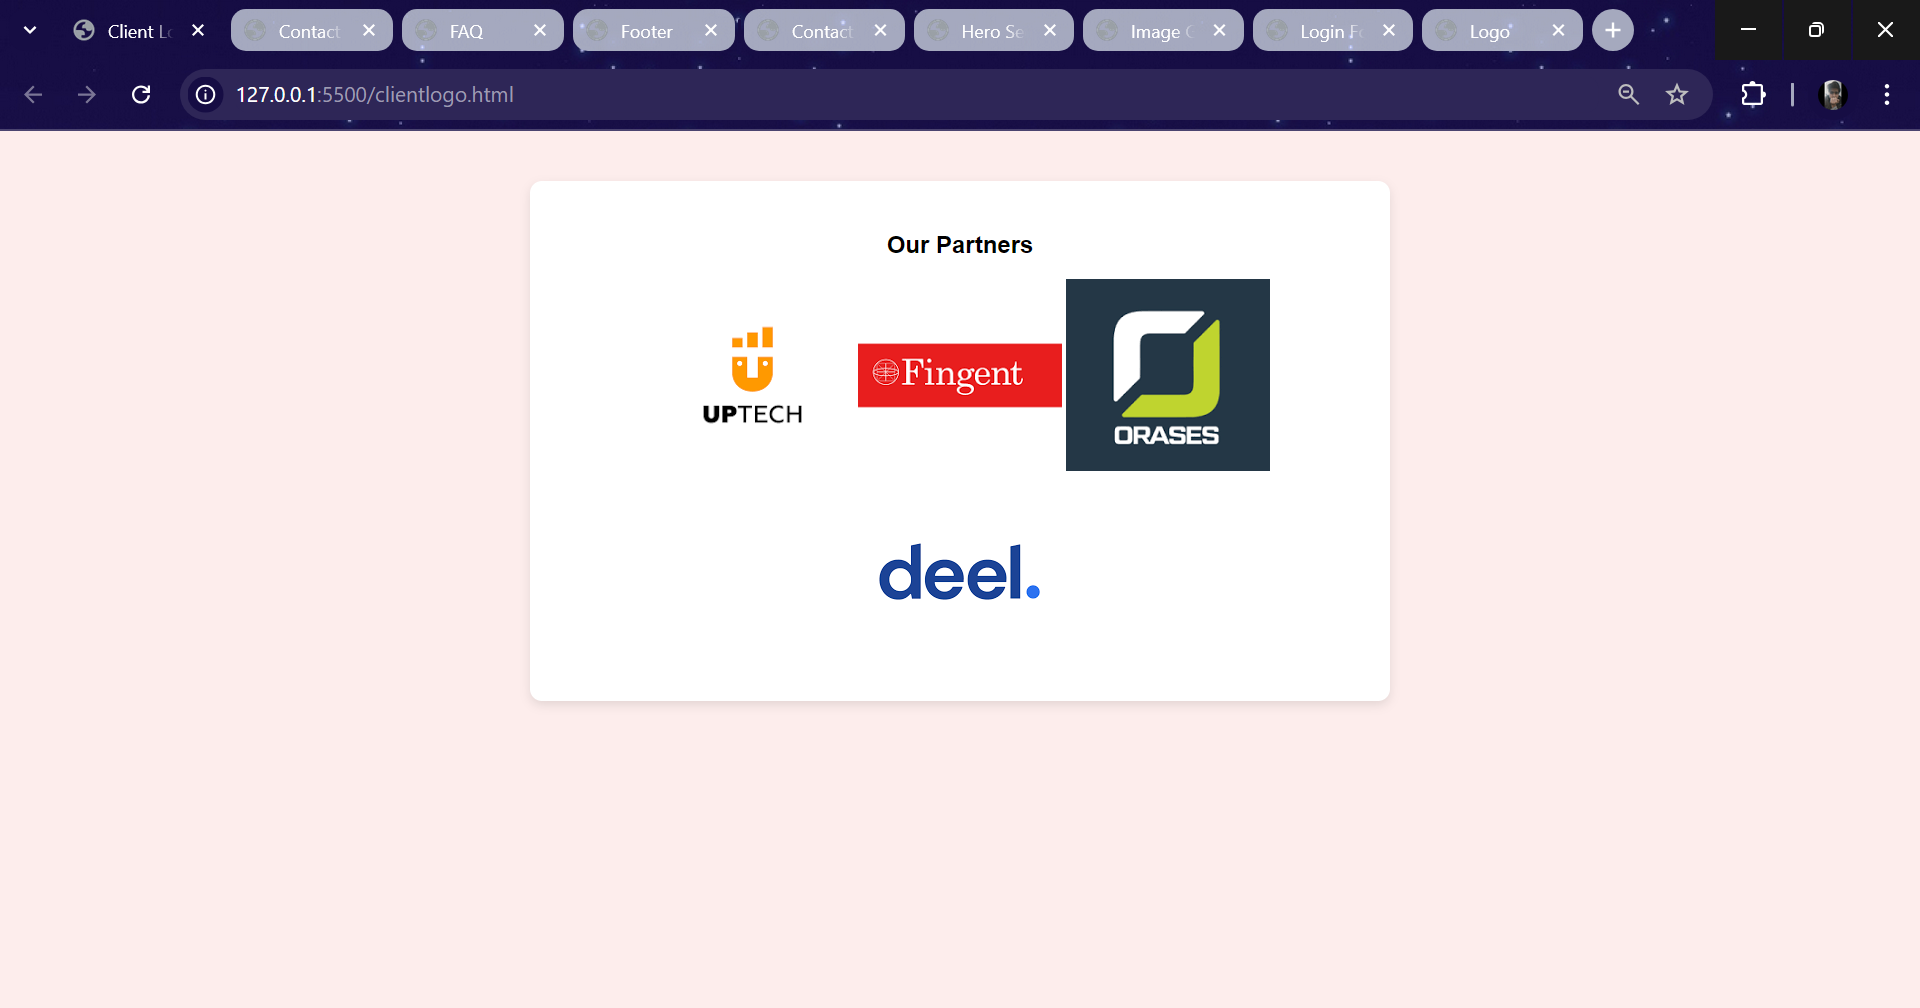 Client Lo
Contact
FAQ
Footer
Contact
Hero Se
Image G
Login Fo
Logo
127.0.0.1:5500/clientlogo.html
Our Partners
UPTECH
Fingent
ORASES
deel.